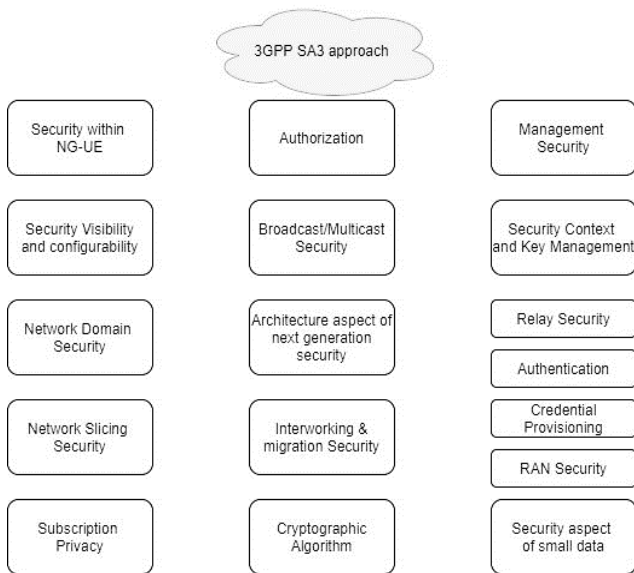 3GPP SA3 approach
Security within
NG-UE
Authorization
Management
Security
Security Visibility
and configurability
Broadcast/Multicast
Security
Security Context
and Key Management
Network Domain
Security
Architecture aspect of
next generation
security
Relay Security
Authentication
Network Slicing
Security
Interworking &
migration Security
Credential
Provisioning
RAN Security
Subscription
Privacy
Cryptographic
Algorithm
Security aspect
of small data